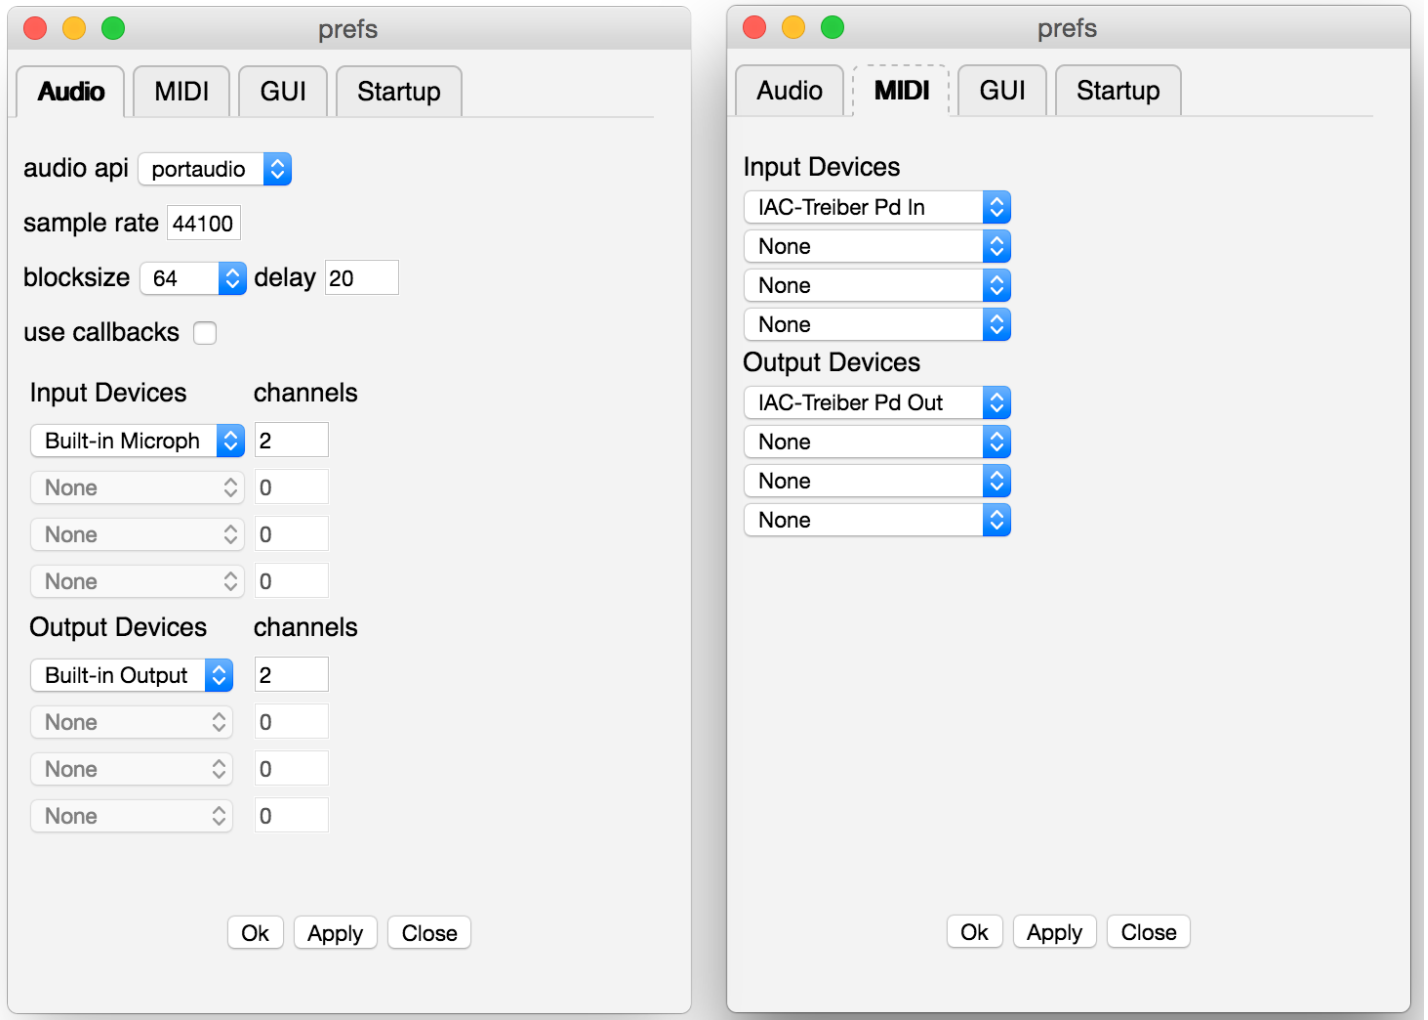 prefs
Audio MIDI GUI Startup
audio api portaudio
sample rate 44100
blocksize 64 delay 20
use callbacks
Input Devices channels
Built-in Microph 2
None 0
None 0
None 0
Output Devices channels
Built-in Output 2
None 0
None 0
None 0
Ok Apply Close
prefs
Audio MIDI GUI Startup
Input Devices
IAC-Treiber Pd In
None
None
None
Output Devices
IAC-Treiber Pd Out
None
None
None
Ok Apply Close